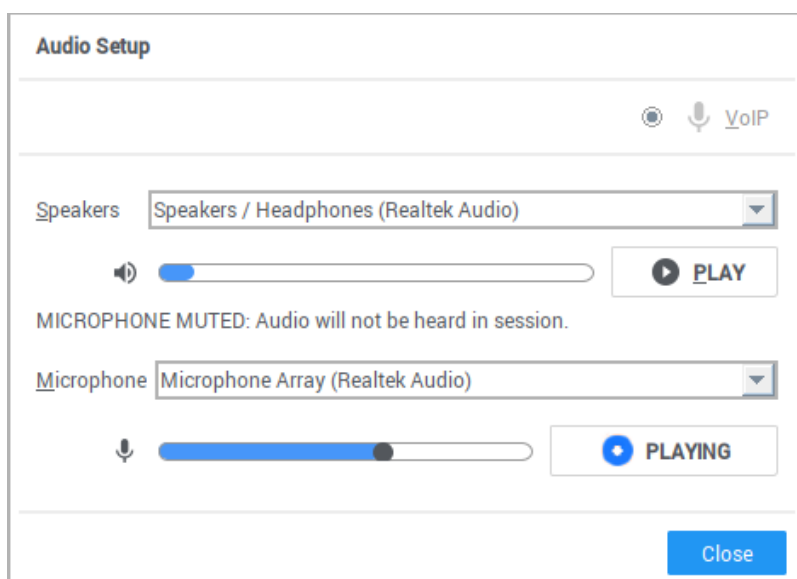 Audio Setup
VoIP
Speakers Speakers / Headphones (Realtek Audio)
PLAY
MICROPHONE MUTED: Audio will not be heard in session.
Microphone Microphone Array (Realtek Audio)
PLAYING
Close